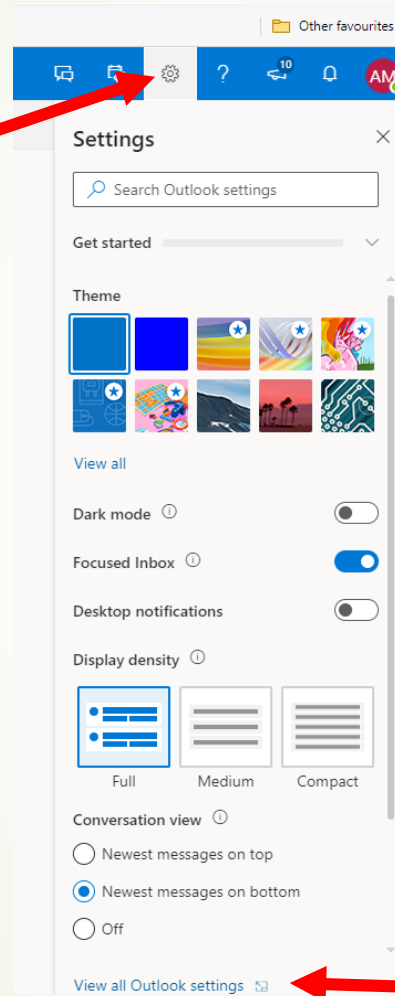 Other favourites
? 10 AM
Settings
Search Outlook settings
Get started
Theme
View all
Dark mode
Focused Inbox
Desktop notifications
Display density
Full Medium Compact
Conversation view
Newest messages on top
Newest messages on bottom
Off
View all Outlook settings